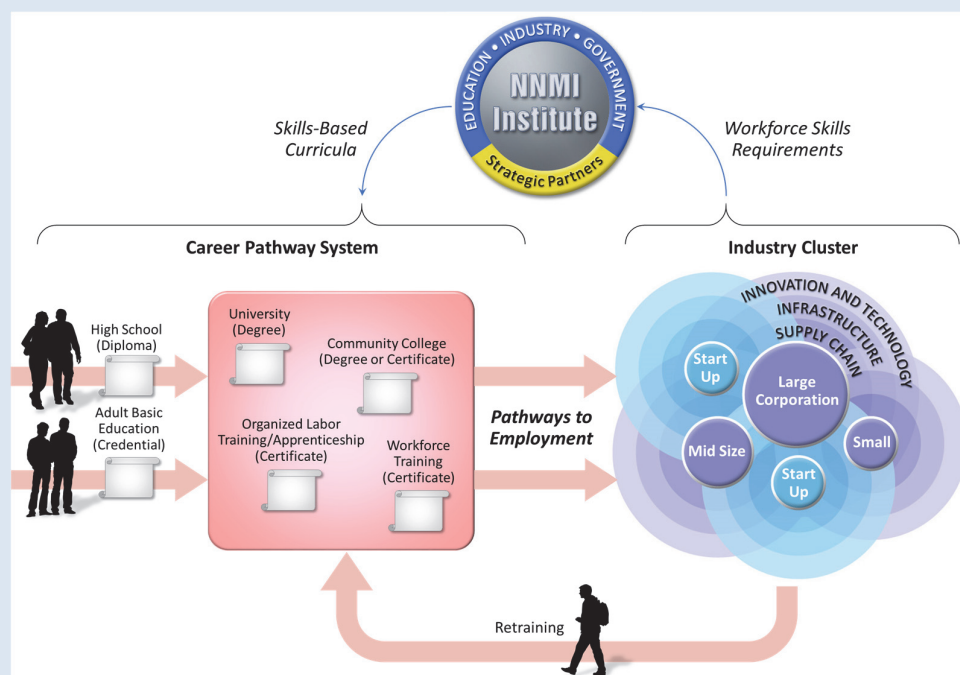 EDUCATION • INDUSTRY • GOVERNMENT
NNMI
Institute
Strategic Partners
Skills-Based
Curricula
Workforce Skills
Requirements
Career Pathway System
Industry Cluster
High School
(Diploma)
Adult Basic
Education
(Credential)
University
(Degree)
Community College
(Degree or Certificate)
Organized Labor
Training/Apprenticeship
(Certificate)
Workforce
Training
(Certificate)
Pathways to
Employment
INNOVATION AND TECHNOLOGY
INFRASTRUCTURE
SUPPLY CHAIN
Start
Up
Large
Corporation
Mid Size
Small
Start
Up
Retraining